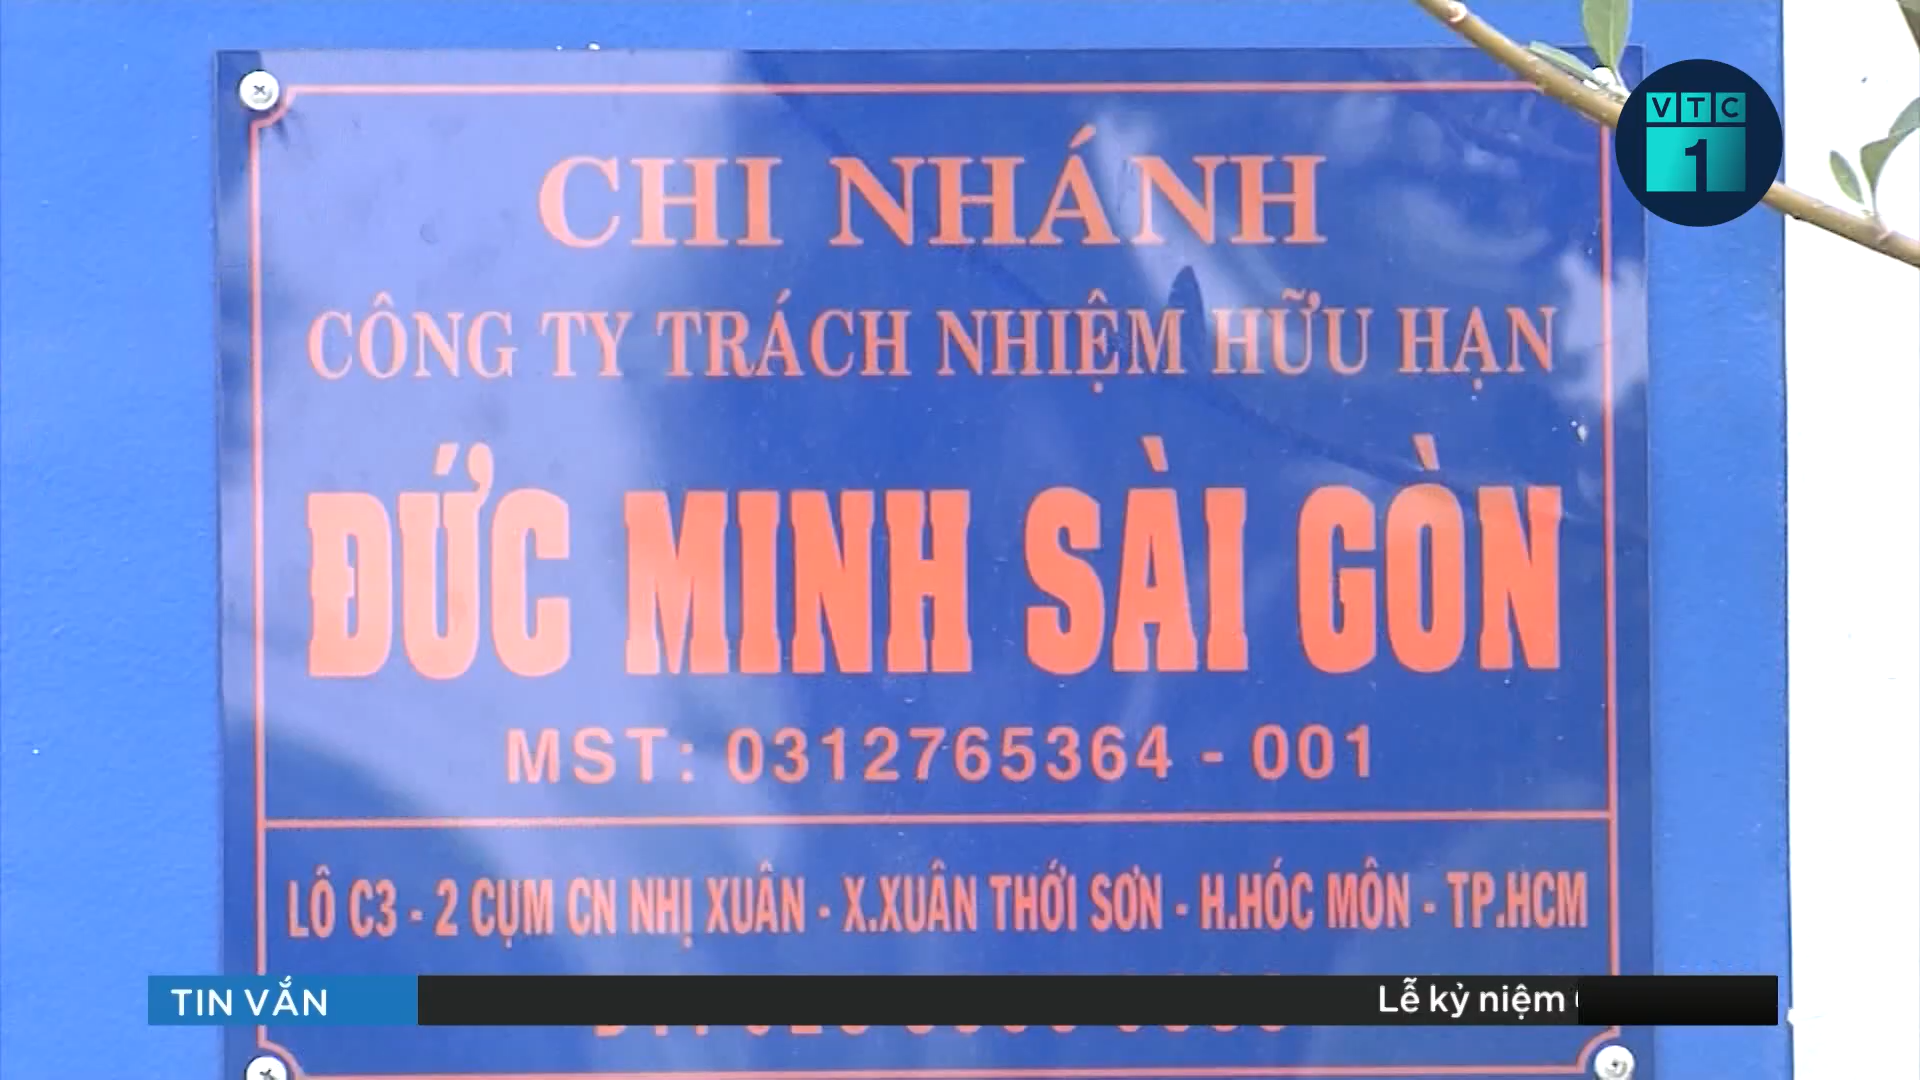 VTC
1
CHI NHÁNH
CÔNG TY TRÁCH NHIỆM HỮU HẠN
ĐỨC MINH SÀI GÒN
MST: 0312765364 - 001
LÔ C3 - 2 CỤM CN NHỊ XUÂN - X.XUÂN THỚI SƠN - H.HÓC MÔN - TP.HCM
TIN VẮN
Lễ kỷ niệm